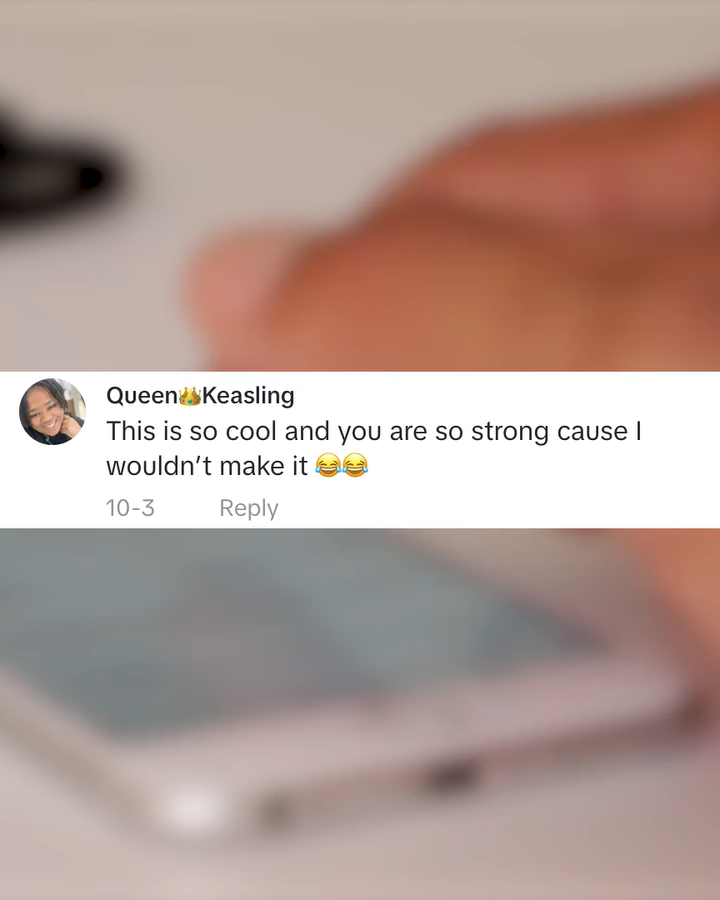 Queen👑Keasling
This is so cool and you are so strong cause I
wouldn’t make it 😂😂
10-3 Reply